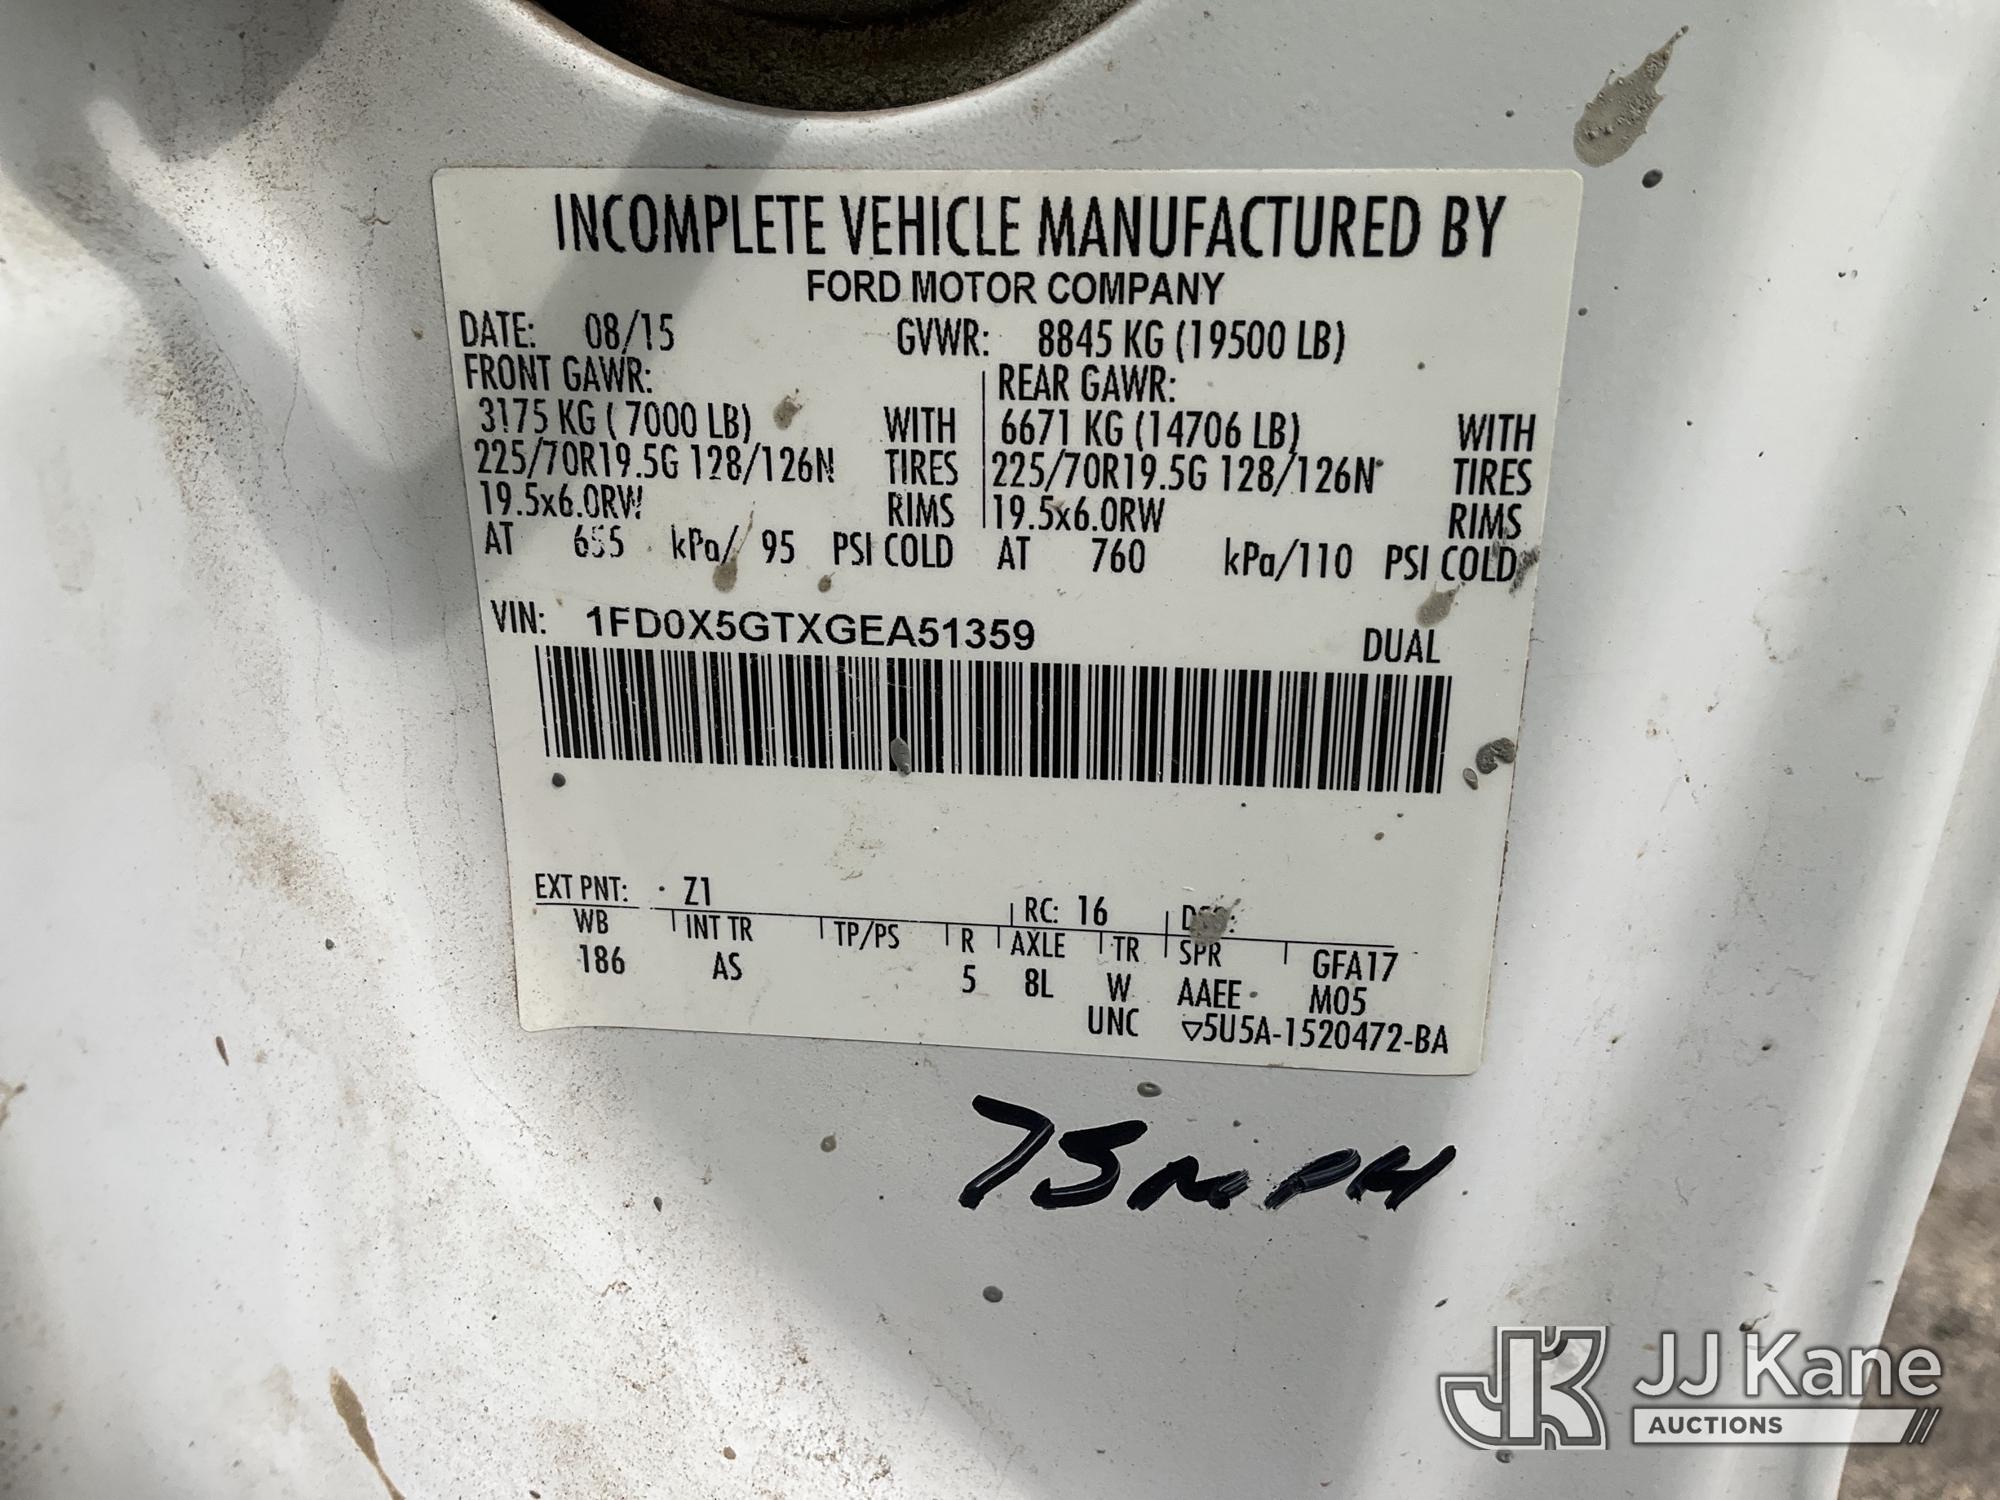 INCOMPLETE VEHICLE MANUFACTURED BY
FORD MOTOR COMPANY
DATE: 08/15 GVWR: 8845 KG (19500 LB)
FRONT GAWR: REAR GAWR:
3175 KG ( 7000 LB) WITH 6671 KG (14706 LB) WITH
225/70R19.5G 128/126N TIRES 225/70R19.5G 128/126N TIRES
19.5x6.0RW RIMS 19.5x6.0RW RIMS
AT 655 kPa/ 95 PSI COLD AT 760 kPa/110 PSI COLD
VIN: 1FD0X5GTXGEA51359 DUAL
EXT PNT: Z1 RC: 16
WB INT TR TP/PS R AXLE TR SPR GFA17
186 AS 5 8L W AAEE M05
UNC ▽5U5A-1520472-BA
75 MPH
JJ Kane
AUCTIONS